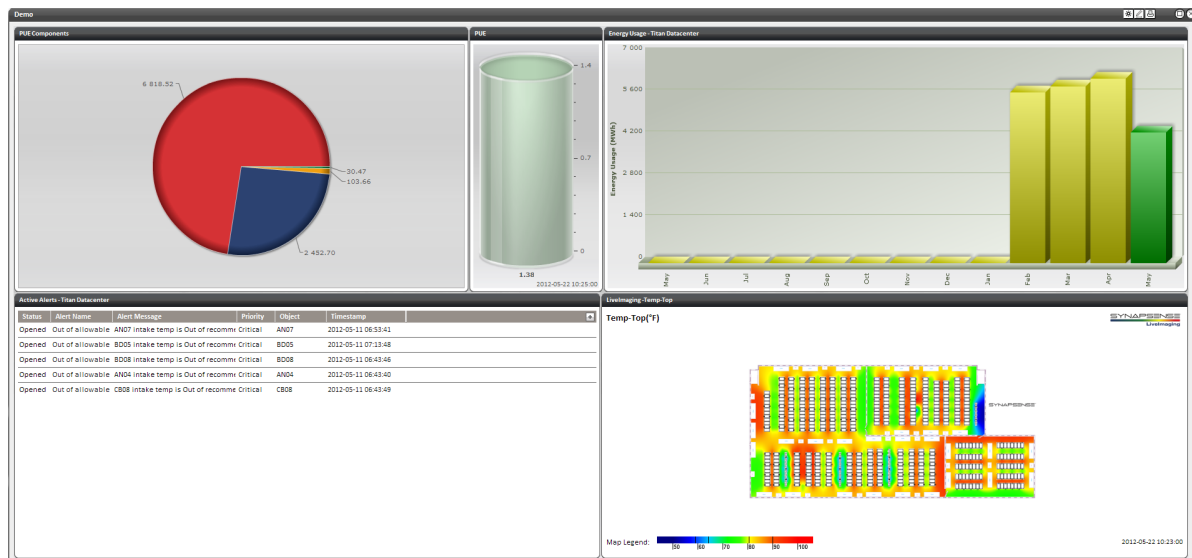 Demo
PUE Components
6 818.52
30.47
103.66
2 452.70
PUE
1.4
0.7
0
1.38
2012-05-22 10:25:00
Energy Usage - Titan Datacenter
Energy Usage (MWh)
7 000
5 600
4 200
2 800
1 400
0
May Jun Jul Aug Sep Oct Nov Dec Jan Feb Mar Apr May
Active Alerts - Titan Datacenter
Status Alert Name Alert Message Priority Object Timestamp
Opened Out of allowable AN07 intake temp is Out of recomme Critical AN07 2012-05-11 06:53:41
Opened Out of allowable BD05 intake temp is Out of recomme Critical BD05 2012-05-11 07:13:48
Opened Out of allowable BD08 intake temp is Out of recomme Critical BD08 2012-05-11 06:43:46
Opened Out of allowable AN04 intake temp is Out of recomme Critical AN04 2012-05-11 06:43:40
Opened Out of allowable CB08 intake temp is Out of recomme Critical CB08 2012-05-11 06:43:49
LiveImaging -Temp-Top
Temp-Top(°F)
SYNAPSENSE
LiveImaging
SYNAPSENSE
Map Legend: 50 60 70 80 90 100
2012-05-22 10:23:00